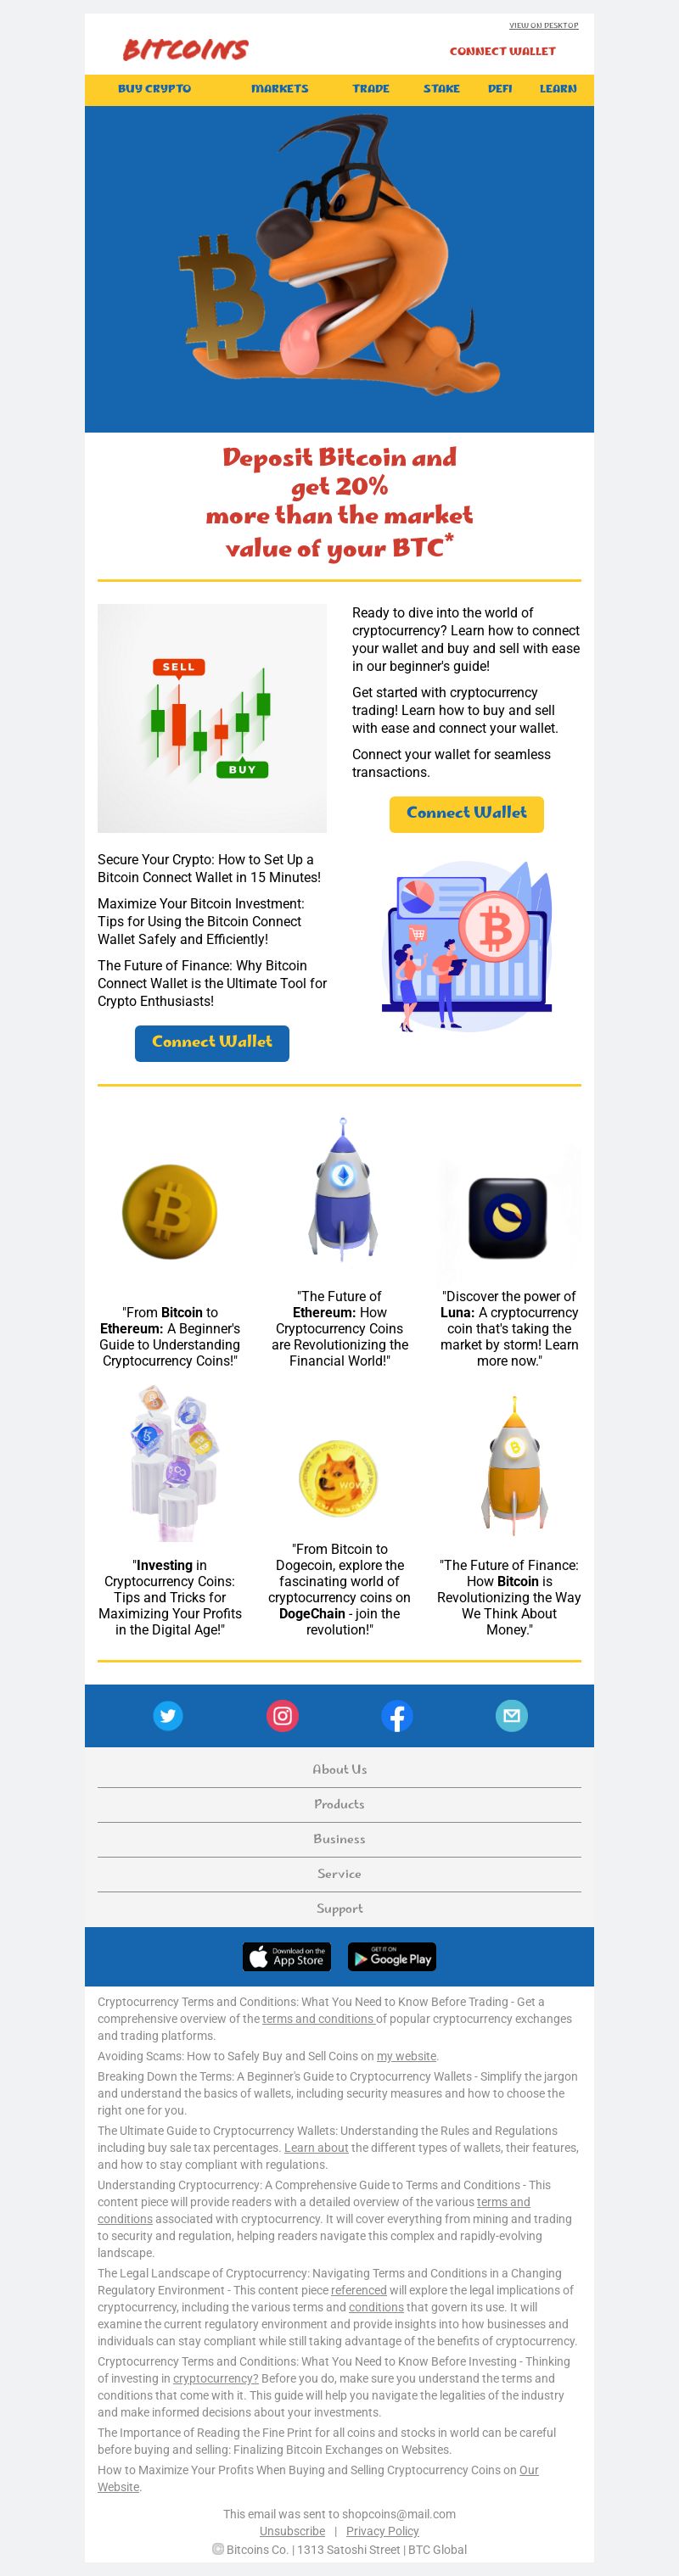 VIEW ON DESKTOP
BITCOINS
CONNECT WALLET
BUY CRYPTO MARKETS TRADE STAKE DEFI LEARN
Deposit Bitcoin and
get 20%
more than the market
value of your BTC*
SELL
BUY
Ready to dive into the world of
cryptocurrency? Learn how to connect
your wallet and buy and sell with ease
in our beginner's guide!
Get started with cryptocurrency
trading! Learn how to buy and sell
with ease and connect your wallet.
Connect your wallet for seamless
transactions.
Connect Wallet
Secure Your Crypto: How to Set Up a
Bitcoin Connect Wallet in 15 Minutes!
Maximize Your Bitcoin Investment:
Tips for Using the Bitcoin Connect
Wallet Safely and Efficiently!
The Future of Finance: Why Bitcoin
Connect Wallet is the Ultimate Tool for
Crypto Enthusiasts!
Connect Wallet
"From Bitcoin to
Ethereum: A Beginner's
Guide to Understanding
Cryptocurrency Coins!"
"The Future of
Ethereum: How
Cryptocurrency Coins
are Revolutionizing the
Financial World!"
"Discover the power of
Luna: A cryptocurrency
coin that's taking the
market by storm! Learn
more now."
"Investing in
Cryptocurrency Coins:
Tips and Tricks for
Maximizing Your Profits
in the Digital Age!"
WOW
"From Bitcoin to
Dogecoin, explore the
fascinating world of
cryptocurrency coins on
DogeChain - join the
revolution!"
"The Future of Finance:
How Bitcoin is
Revolutionizing the Way
We Think About
Money."
About Us
Products
Business
Service
Support
Download on the
App Store
GET IT ON
Google Play
Cryptocurrency Terms and Conditions: What You Need to Know Before Trading - Get a
comprehensive overview of the terms and conditions of popular cryptocurrency exchanges
and trading platforms.
Avoiding Scams: How to Safely Buy and Sell Coins on my website.
Breaking Down the Terms: A Beginner's Guide to Cryptocurrency Wallets - Simplify the jargon
and understand the basics of wallets, including security measures and how to choose the
right one for you.
The Ultimate Guide to Cryptocurrency Wallets: Understanding the Rules and Regulations
including buy sale tax percentages. Learn about the different types of wallets, their features,
and how to stay compliant with regulations.
Understanding Cryptocurrency: A Comprehensive Guide to Terms and Conditions - This
content piece will provide readers with a detailed overview of the various terms and
conditions associated with cryptocurrency. It will cover everything from mining and trading
to security and regulation, helping readers navigate this complex and rapidly-evolving
landscape.
The Legal Landscape of Cryptocurrency: Navigating Terms and Conditions in a Changing
Regulatory Environment - This content piece referenced will explore the legal implications of
cryptocurrency, including the various terms and conditions that govern its use. It will
examine the current regulatory environment and provide insights into how businesses and
individuals can stay compliant while still taking advantage of the benefits of cryptocurrency.
Cryptocurrency Terms and Conditions: What You Need to Know Before Investing - Thinking
of investing in cryptocurrency? Before you do, make sure you understand the terms and
conditions that come with it. This guide will help you navigate the legalities of the industry
and make informed decisions about your investments.
The Importance of Reading the Fine Print for all coins and stocks in world can be careful
before buying and selling: Finalizing Bitcoin Exchanges on Websites.
How to Maximize Your Profits When Buying and Selling Cryptocurrency Coins on Our
Website.
This email was sent to shopcoins@mail.com
Unsubscribe | Privacy Policy
© Bitcoins Co. | 1313 Satoshi Street | BTC Global